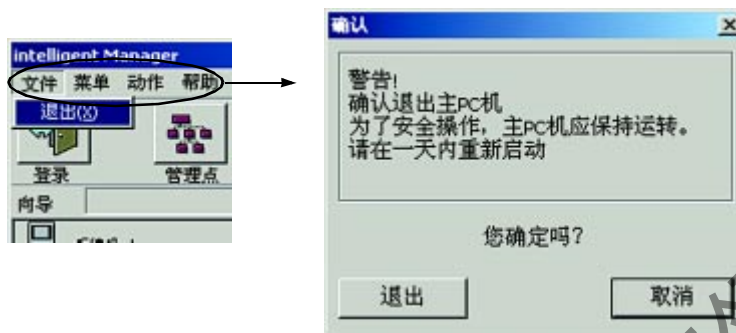 intelligent Manager
文件 菜单 动作 帮助
退出(X)
登录
管理点
向导
确认
警告!
确认退出主PC机
为了安全操作，主PC机应保持运转。
请在一天内重新启动
您确定吗?
退出
取消